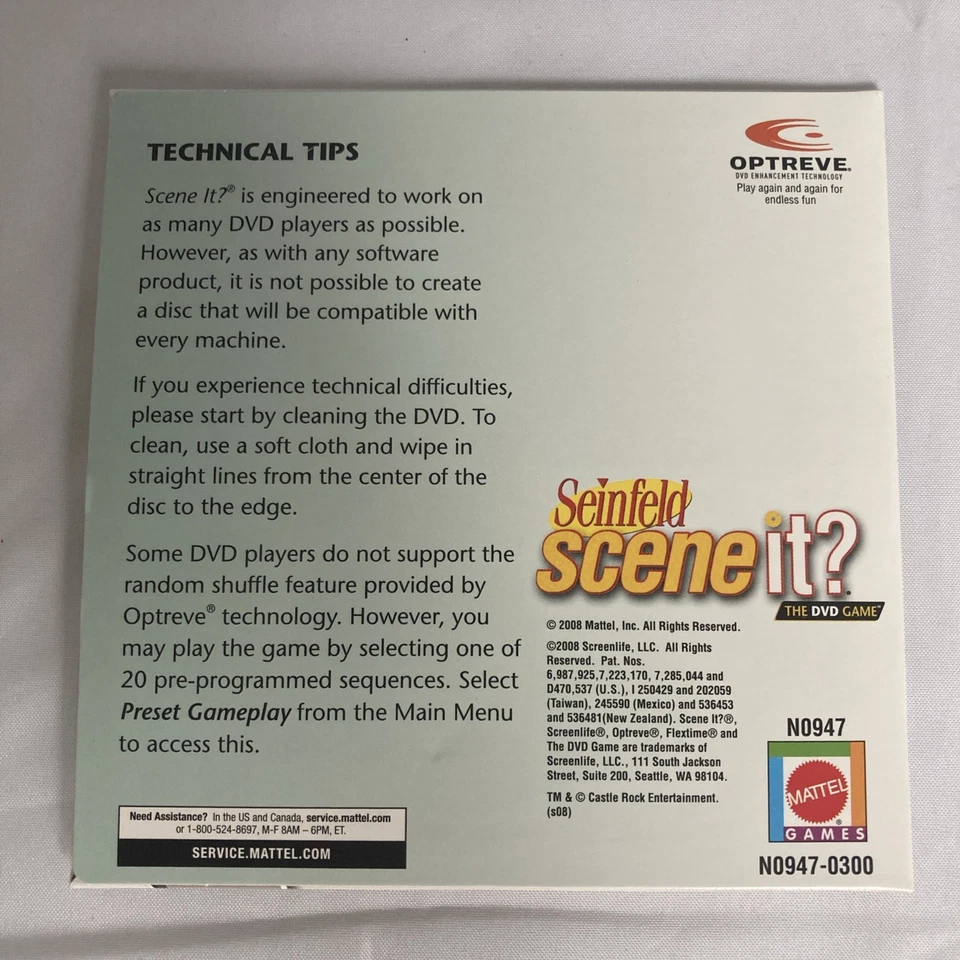 TECHNICAL TIPS
Scene It?® is engineered to work on
as many DVD players as possible.
However, as with any software
product, it is not possible to create
a disc that will be compatible with
every machine.
If you experience technical difficulties,
please start by cleaning the DVD. To
clean, use a soft cloth and wipe in
straight lines from the center of the
disc to the edge.
Some DVD players do not support the
random shuffle feature provided by
Optreve® technology. However, you
may play the game by selecting one of
20 pre-programmed sequences. Select
Preset Gameplay from the Main Menu
to access this.
Need Assistance? In the US and Canada, service.mattel.com
or 1-800-524-8697, M-F 8AM – 6PM, ET.
SERVICE.MATTEL.COM
OPTREVE.
DVD ENHANCEMENT TECHNOLOGY
Play again and again for
endless fun
Seinfeld
scene it?
THE DVD GAME
© 2008 Mattel, Inc. All Rights Reserved.
©2008 Screenlife, LLC. All Rights
Reserved. Pat. Nos.
6,987,925,7,223,170, 7,285,044 and
D470,537 (U.S.), I 250429 and 202059
(Taiwan), 245590 (Mexico) and 536453
and 536481(New Zealand). Scene It?®,
Screenlife®, Optreve®, Flextime® and
The DVD Game are trademarks of
Screenlife, LLC., 111 South Jackson
Street, Suite 200, Seattle, WA 98104.
TM & © Castle Rock Entertainment.
(s08)
N0947
MATTEL
®
GAMES
N0947-0300